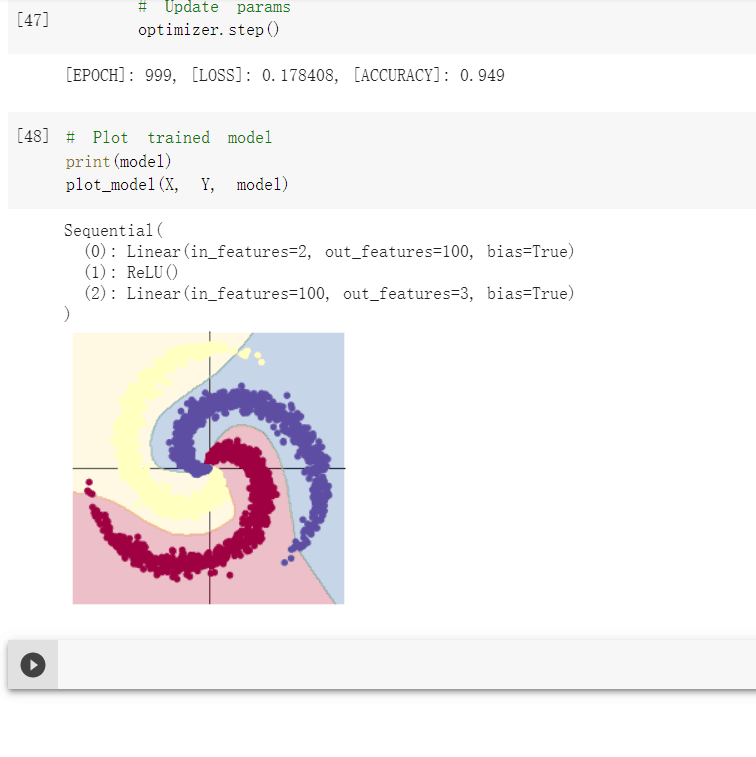 # Update params
[47]
optimizer.step()
[EPOCH]: 999, [LOSS]: 0.178408, [ACCURACY]: 0.949
[48] # Plot trained model
print(model)
plot_model(X, Y, model)
Sequential(
(0): Linear(in_features=2, out_features=100, bias=True)
(1): ReLU()
(2): Linear(in_features=100, out_features=3, bias=True)
)